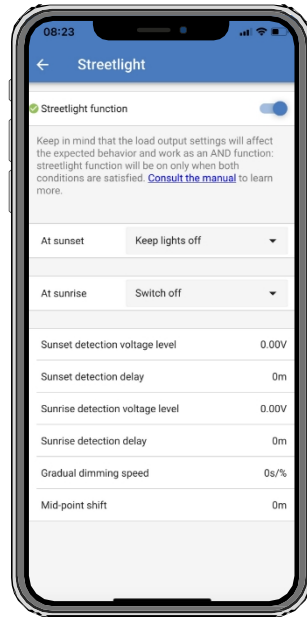 08:23
Streetlight
Streetlight function
Keep in mind that the load output settings will affect
the expected behavior and work as an AND function:
streetlight function will be on only when both
conditions are satisfied. Consult the manual to learn
more.
At sunset Keep lights off
At sunrise Switch off
Sunset detection voltage level 0.00V
Sunset detection delay 0m
Sunrise detection voltage level 0.00V
Sunrise detection delay 0m
Gradual dimming speed 0s/%
Mid-point shift 0m